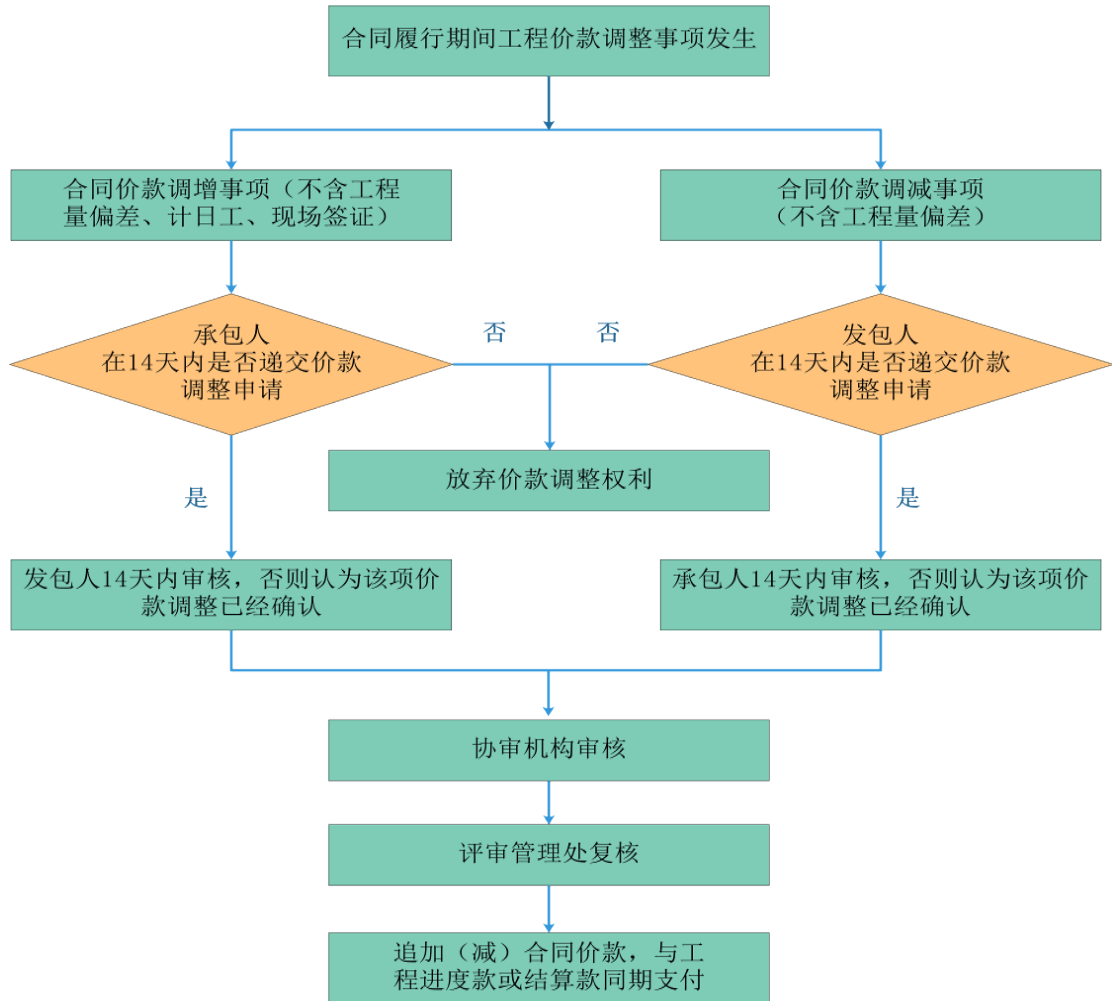 合同履行期间工程价款调整事项发生
合同价款调增事项（不含工程
量偏差、计日工、现场签证）
合同价款调减事项
（不含工程量偏差）
承包人
在14天内是否递交价款
调整申请
否
否
发包人
在14天内是否递交价款
调整申请
放弃价款调整权利
是
是
发包人14天内审核，否则认为该项价
款调整已经确认
承包人14天内审核，否则认为该项价
款调整已经确认
协审机构审核
评审管理处复核
追加（减）合同价款，与工
程进度款或结算款同期支付